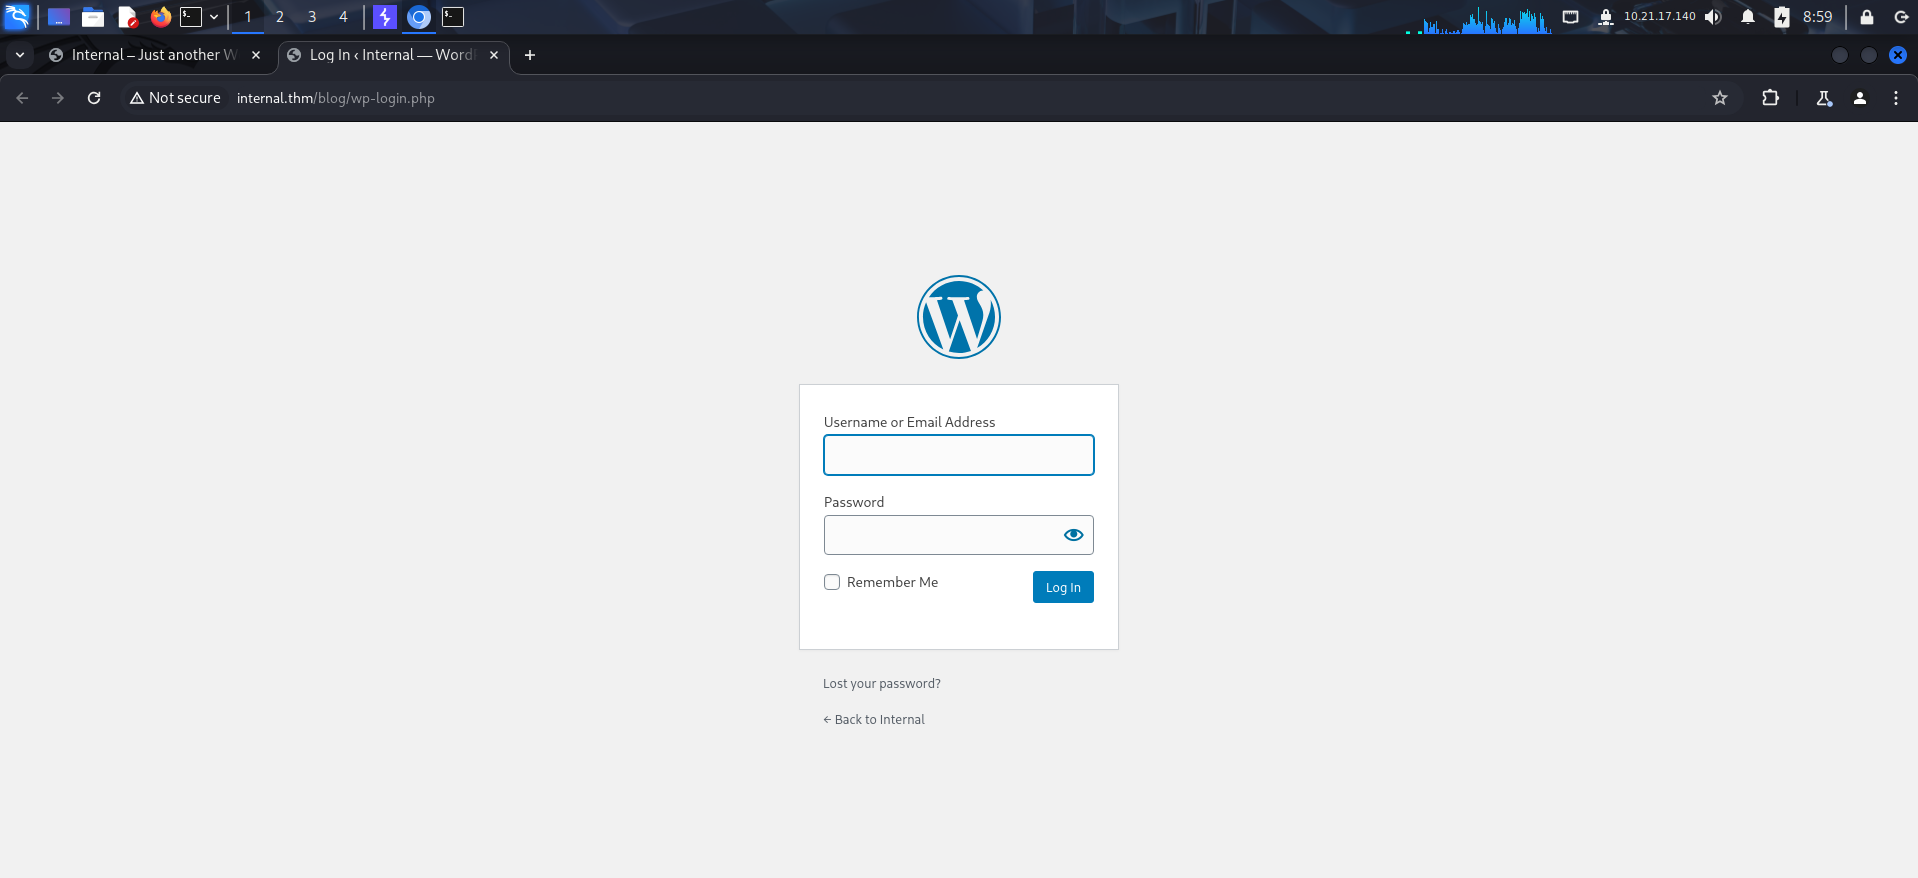 1 2 3 4 10.21.17.140 8:59
Internal – Just another W Log In ‹ Internal — Word
Not secure internal.thm/blog/wp-login.php
Username or Email Address
Password
Remember Me Log In
Lost your password?
← Back to Internal